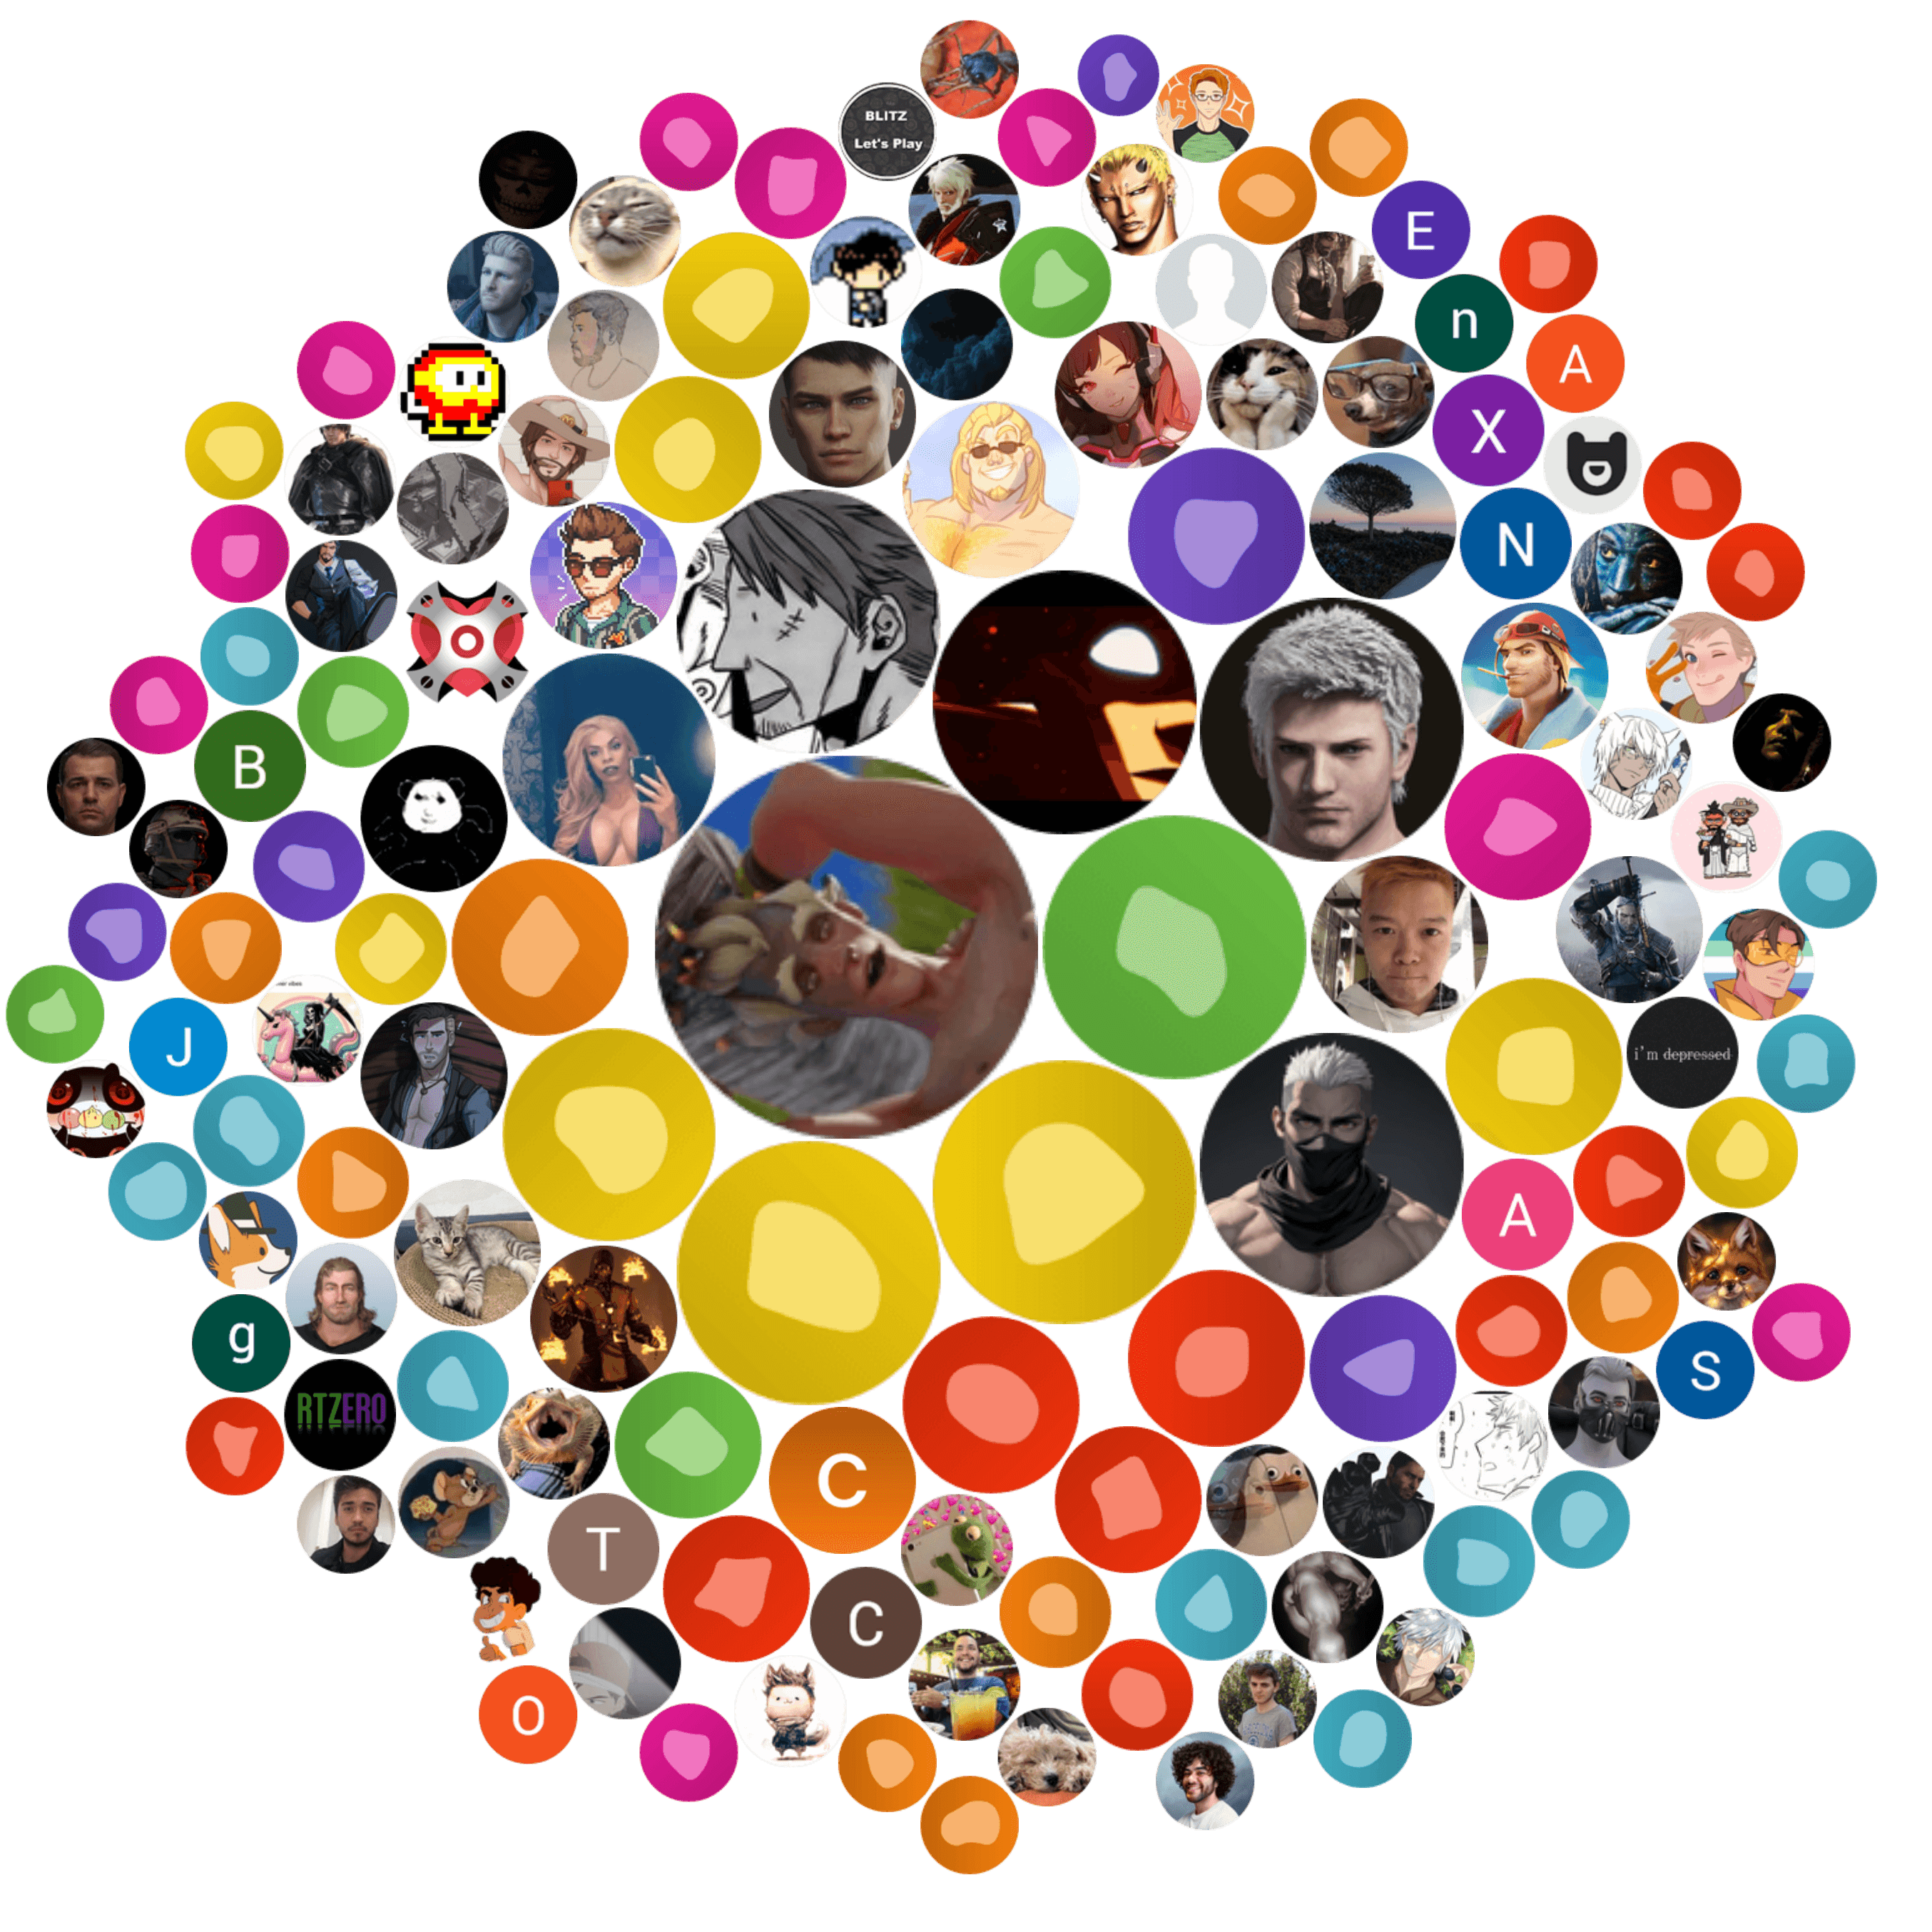 BLITZ
Let's Play
E
n
A
X
N
B
J
i'm depressed
A
g
S
RTZERO
C
T
C
O